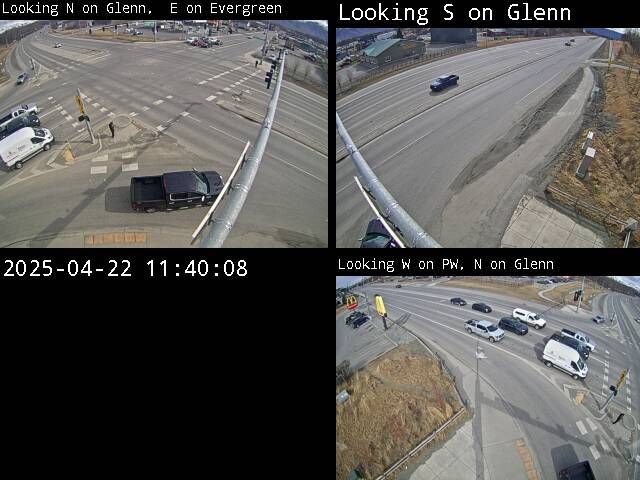 Looking N on Glenn,  E on Evergreen
Looking S on Glenn
2025-04-22 11:40:08
Looking W on PW, N on Glenn